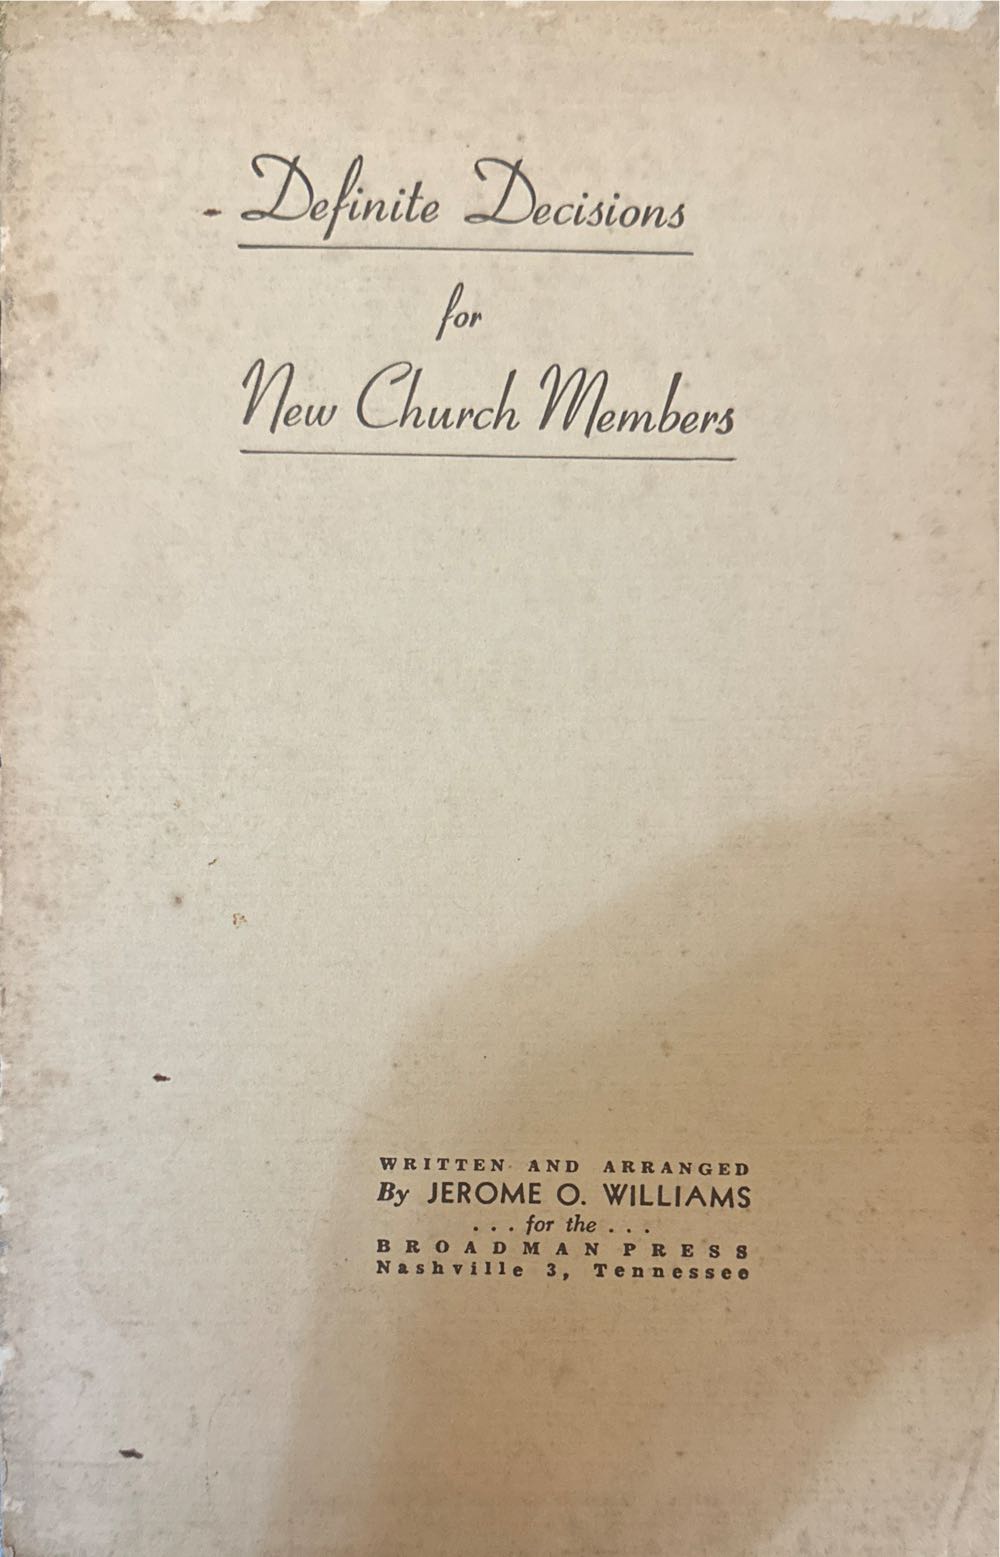 Definite Decisions
for
New Church Members
WRITTEN AND ARRANGED
By JEROME O. WILLIAMS
. . . for the . . .
BROADMAN PRESS
Nashville 3, Tennessee